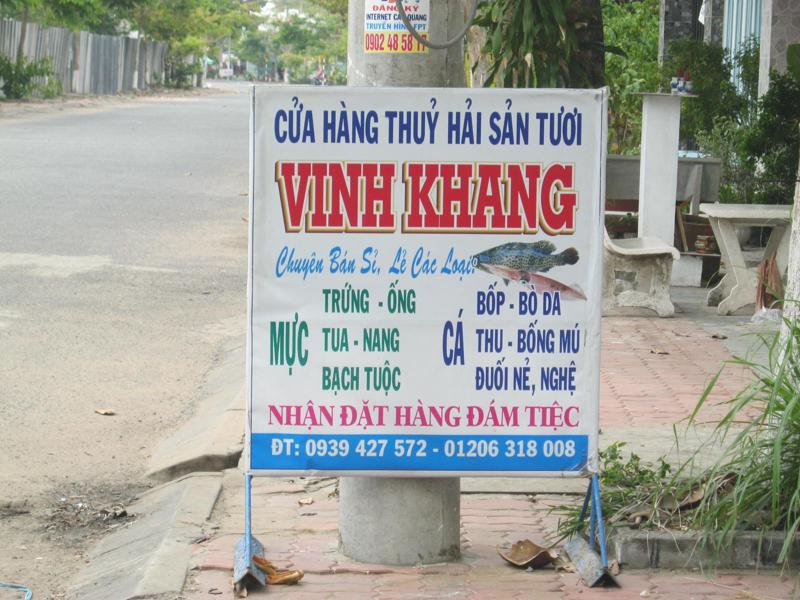 ĐĂNG KÝ
INTERNET CÁP QUANG
TRUYỀN HÌNH FPT
0902 48 58 17
CỬA HÀNG THUỶ HẢI SẢN TƯƠI
VINH KHANG
Chuyên Bán Sỉ, Lẻ Các Loại:
MỰC
TRỨNG - ỐNG
TUA - NANG
BẠCH TUỘC
CÁ
BỐP - BÒ DA
THU - BỐNG MÚ
ĐUỐI NẺ, NGHỆ
NHẬN ĐẶT HÀNG ĐÁM TIỆC
ĐT: 0939 427 572 - 01206 318 008